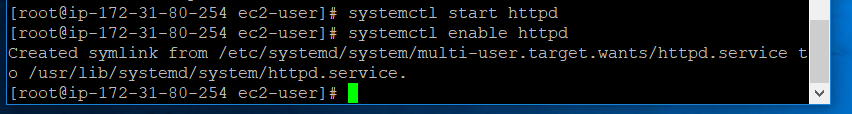 [root@ip-172-31-80-254 ec2-user]# systemctl start httpd
[root@ip-172-31-80-254 ec2-user]# systemctl enable httpd
Created symlink from /etc/systemd/system/multi-user.target.wants/httpd.service t
o /usr/lib/systemd/system/httpd.service.
[root@ip-172-31-80-254 ec2-user]#